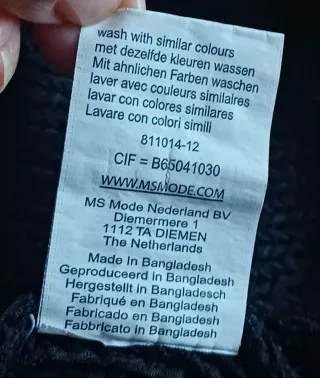 wash with similar colours
met dezelfde kleuren wassen
Mit ahnlichen Farben waschen
laver avec couleurs similaires
lavar con colores similares
Lavare con colori simili
811014-12
CIF = B65041030
WWW.MSMODE.COM
MS Mode Nederland BV
Diemermere 1
1112 TA DIEMEN
The Netherlands
Made In Bangladesh
Geproduceerd in Bangladesh
Hergestellt in Bangladesch
Fabriqué en Bangladesh
Fabricado en Bangladesh
Fabbricato in Bangladesh